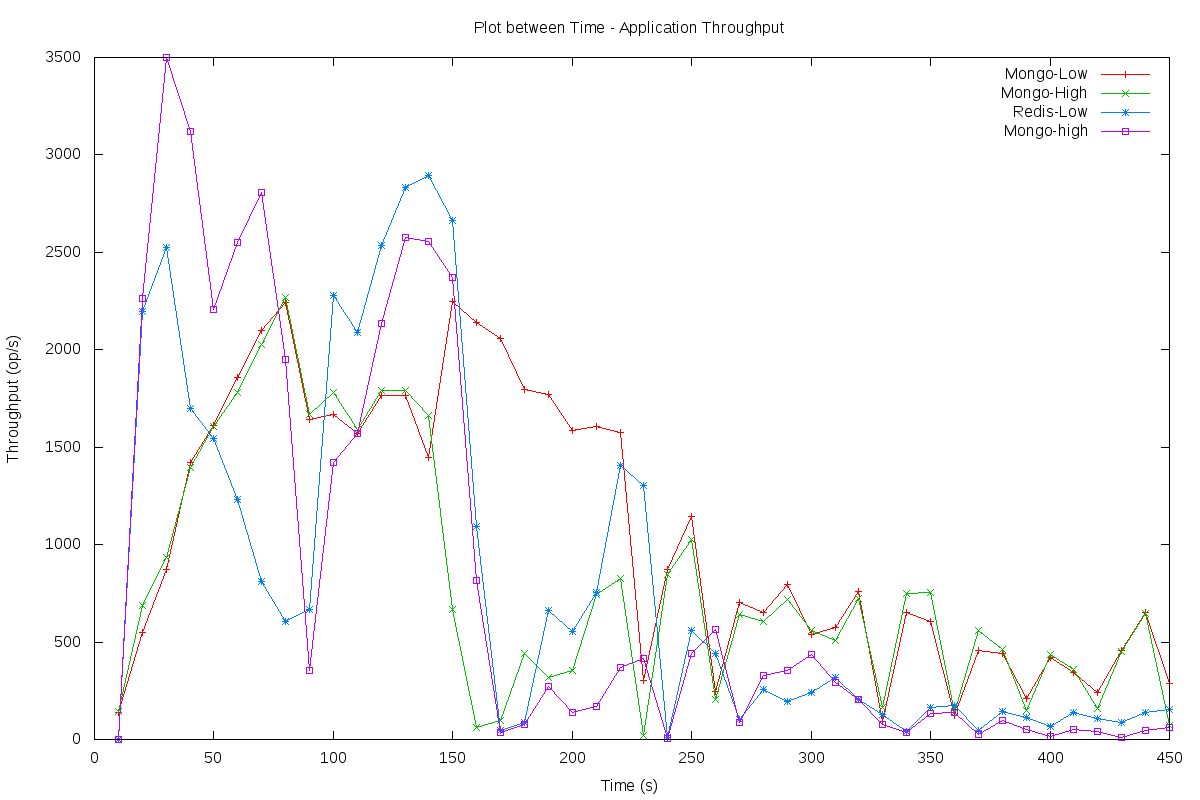 Plot between Time - Application Throughput
Mongo-Low
Mongo-High
Redis-Low
Mongo-high
3500
3000
2500
2000
1500
1000
500
0
Throughput (op/s)
0 50 100 150 200 250 300 350 400 450
Time (s)